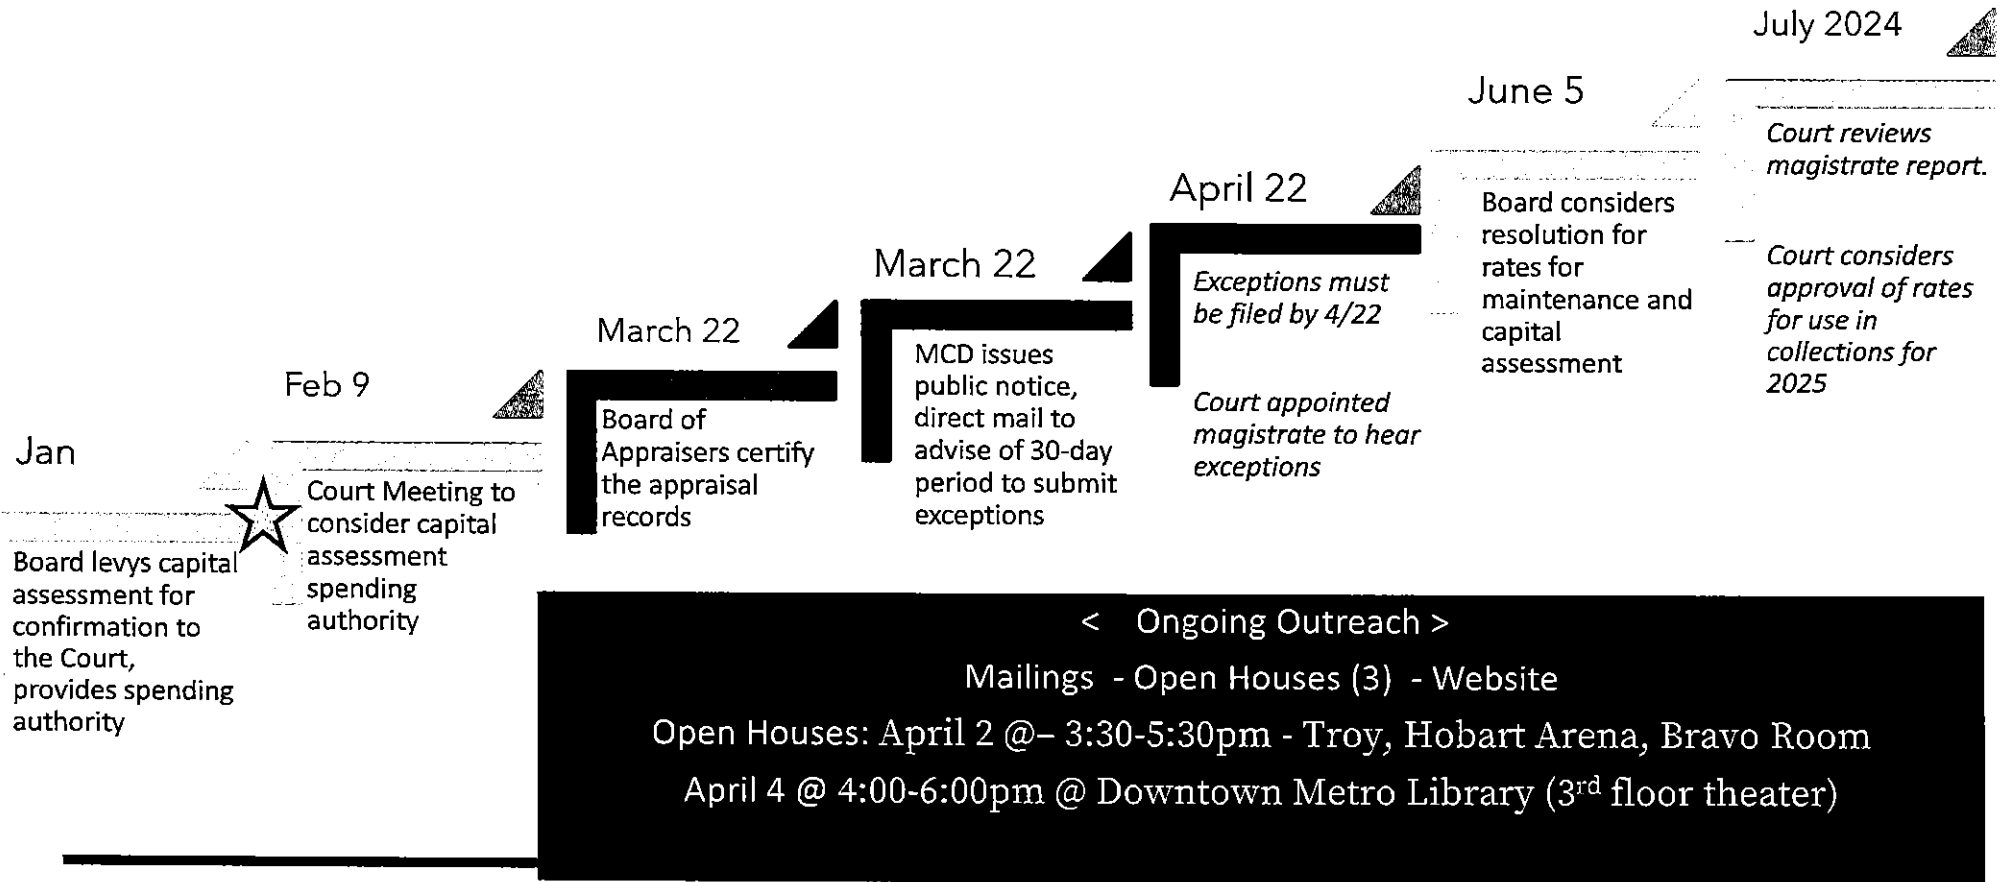 Jan
Board levys capital
assessment for
confirmation to
the Court,
provides spending
authority
Feb 9
Court Meeting to
consider capital
assessment
spending
authority
March 22
Board of
Appraisers certify
the appraisal
records
March 22
MCD issues
public notice,
direct mail to
advise of 30-day
period to submit
exceptions
April 22
Exceptions must
be filed by 4/22
Court appointed
magistrate to hear
exceptions
June 5
Board considers
resolution for
rates for
maintenance and
capital
assessment
July 2024
Court reviews
magistrate report.
Court considers
approval of rates
for use in
collections for
2025
< Ongoing Outreach >
Mailings - Open Houses (3) - Website
Open Houses: April 2 @– 3:30-5:30pm - Troy, Hobart Arena, Bravo Room
April 4 @ 4:00-6:00pm @ Downtown Metro Library (3rd floor theater)